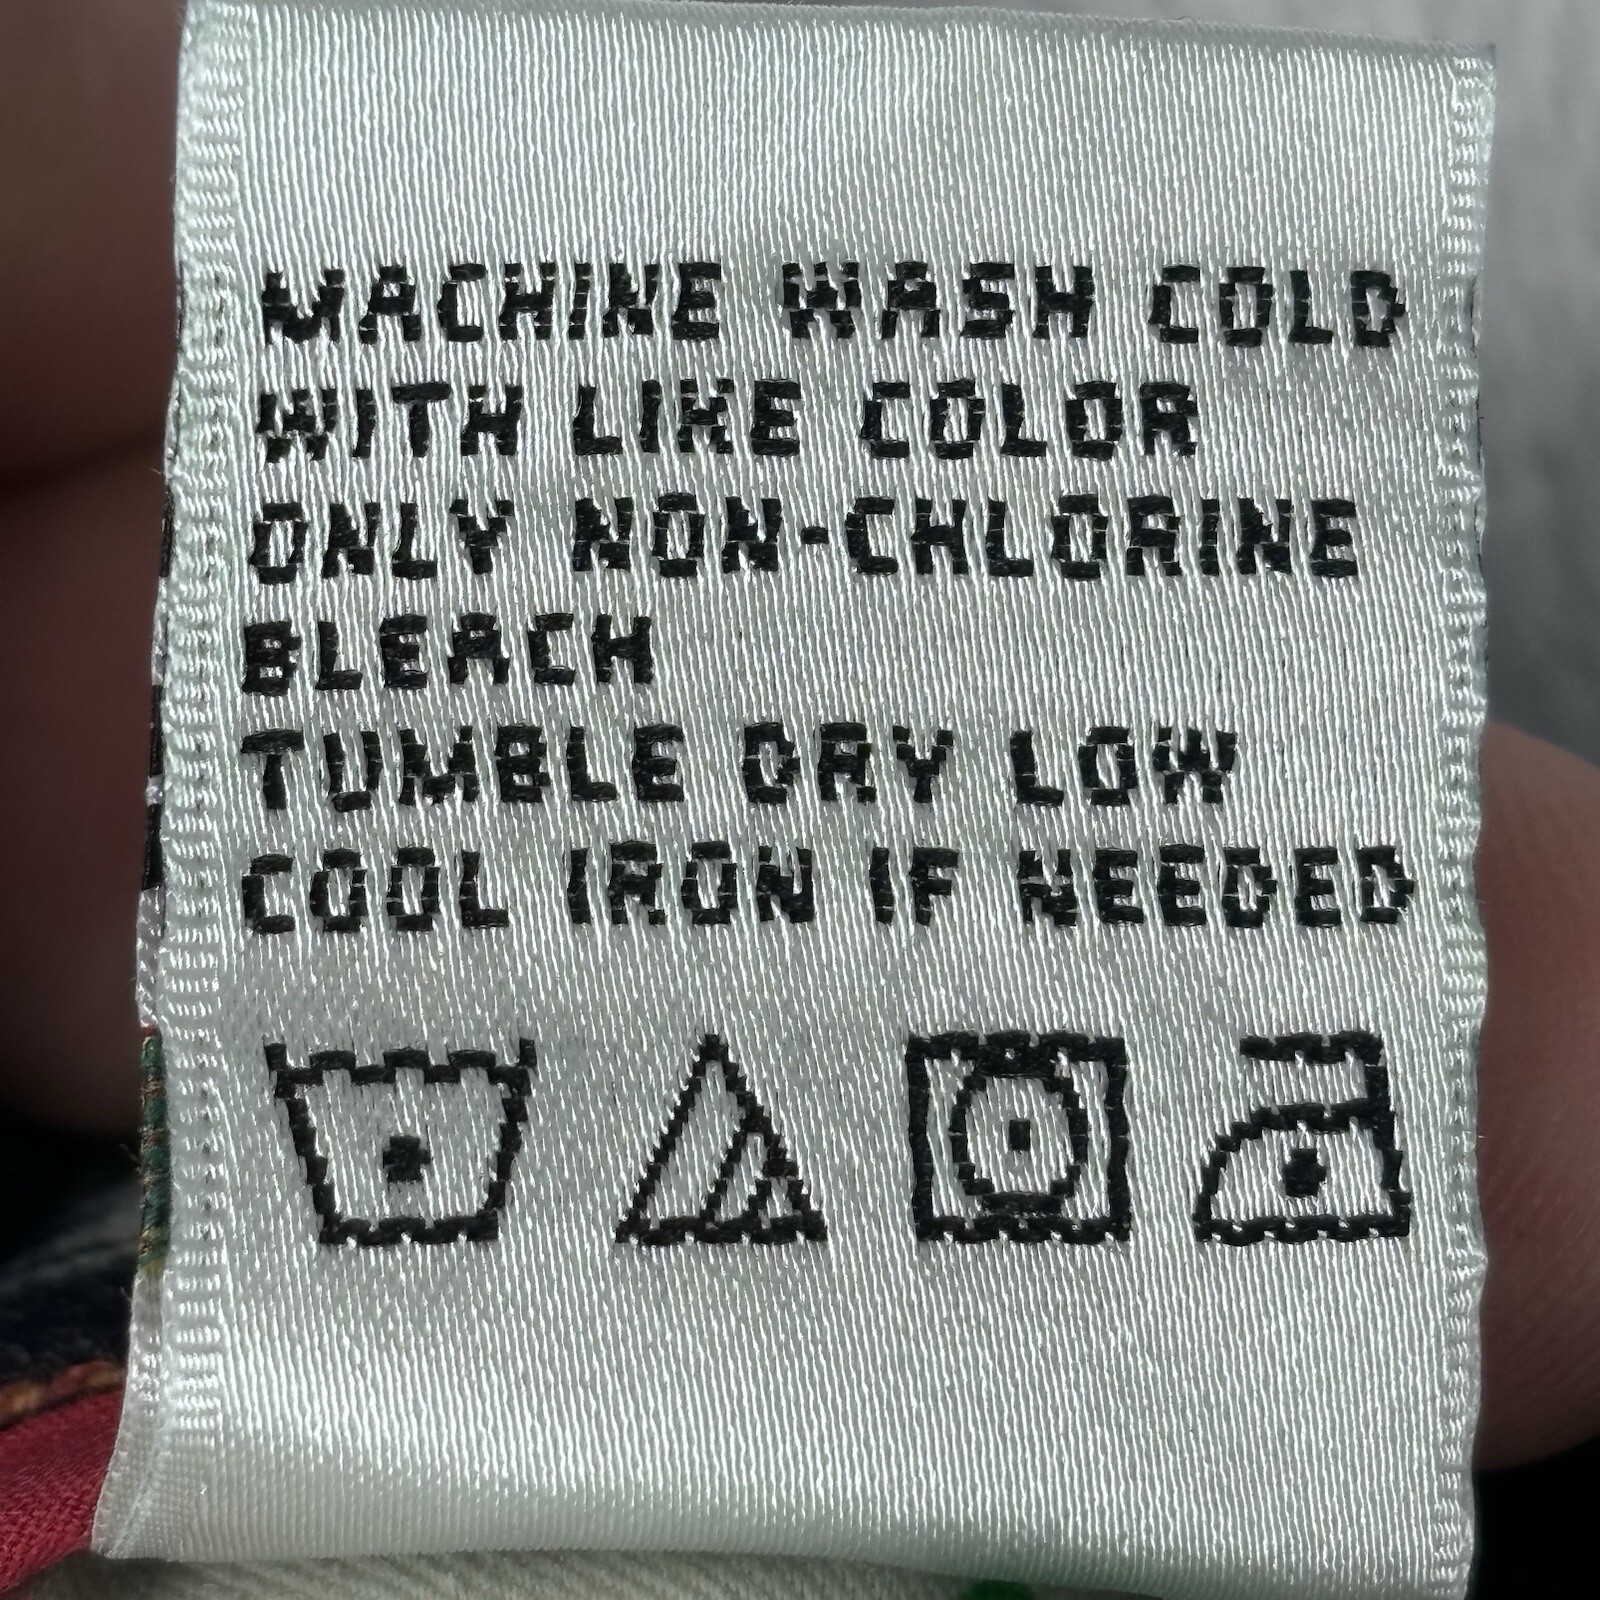 MACHINE WASH COLD
WITH LIKE COLOR
ONLY NON-CHLORINE
BLEACH
TUMBLE DRY LOW
COOL IRON IF NEEDED